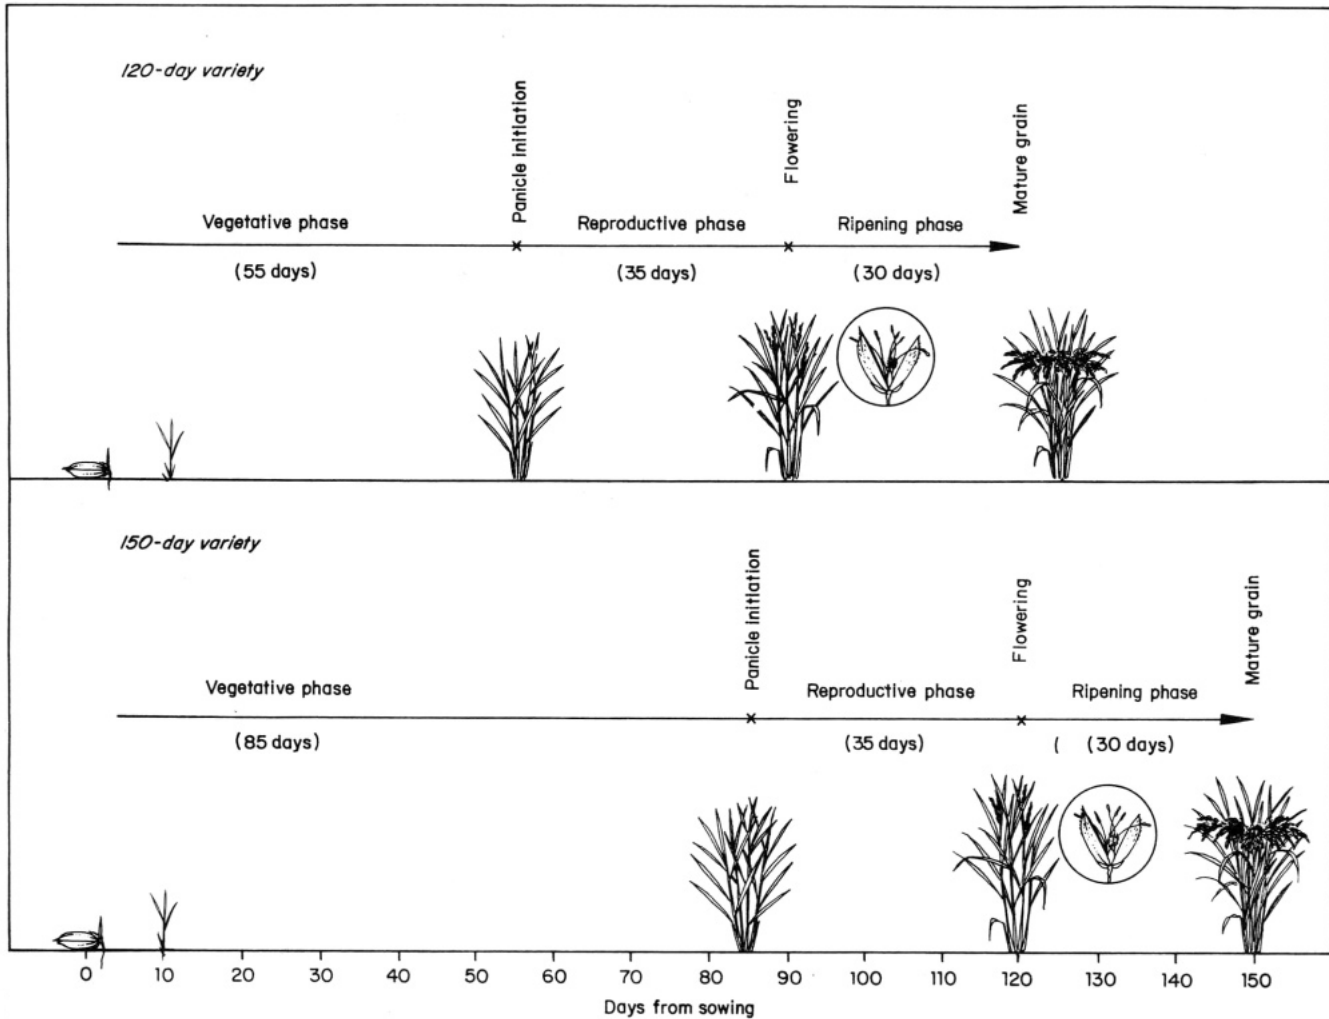 120-day variety
Panicle initiation
Flowering
Mature grain
Vegetative phase
Reproductive phase
Ripening phase
(55 days)
(35 days)
(30 days)
150-day variety
Panicle initiation
Flowering
Mature grain
Vegetative phase
Reproductive phase
Ripening phase
(85 days)
(35 days)
( (30 days)
0 10 20 30 40 50 60 70 80 90 100 110 120 130 140 150
Days from sowing